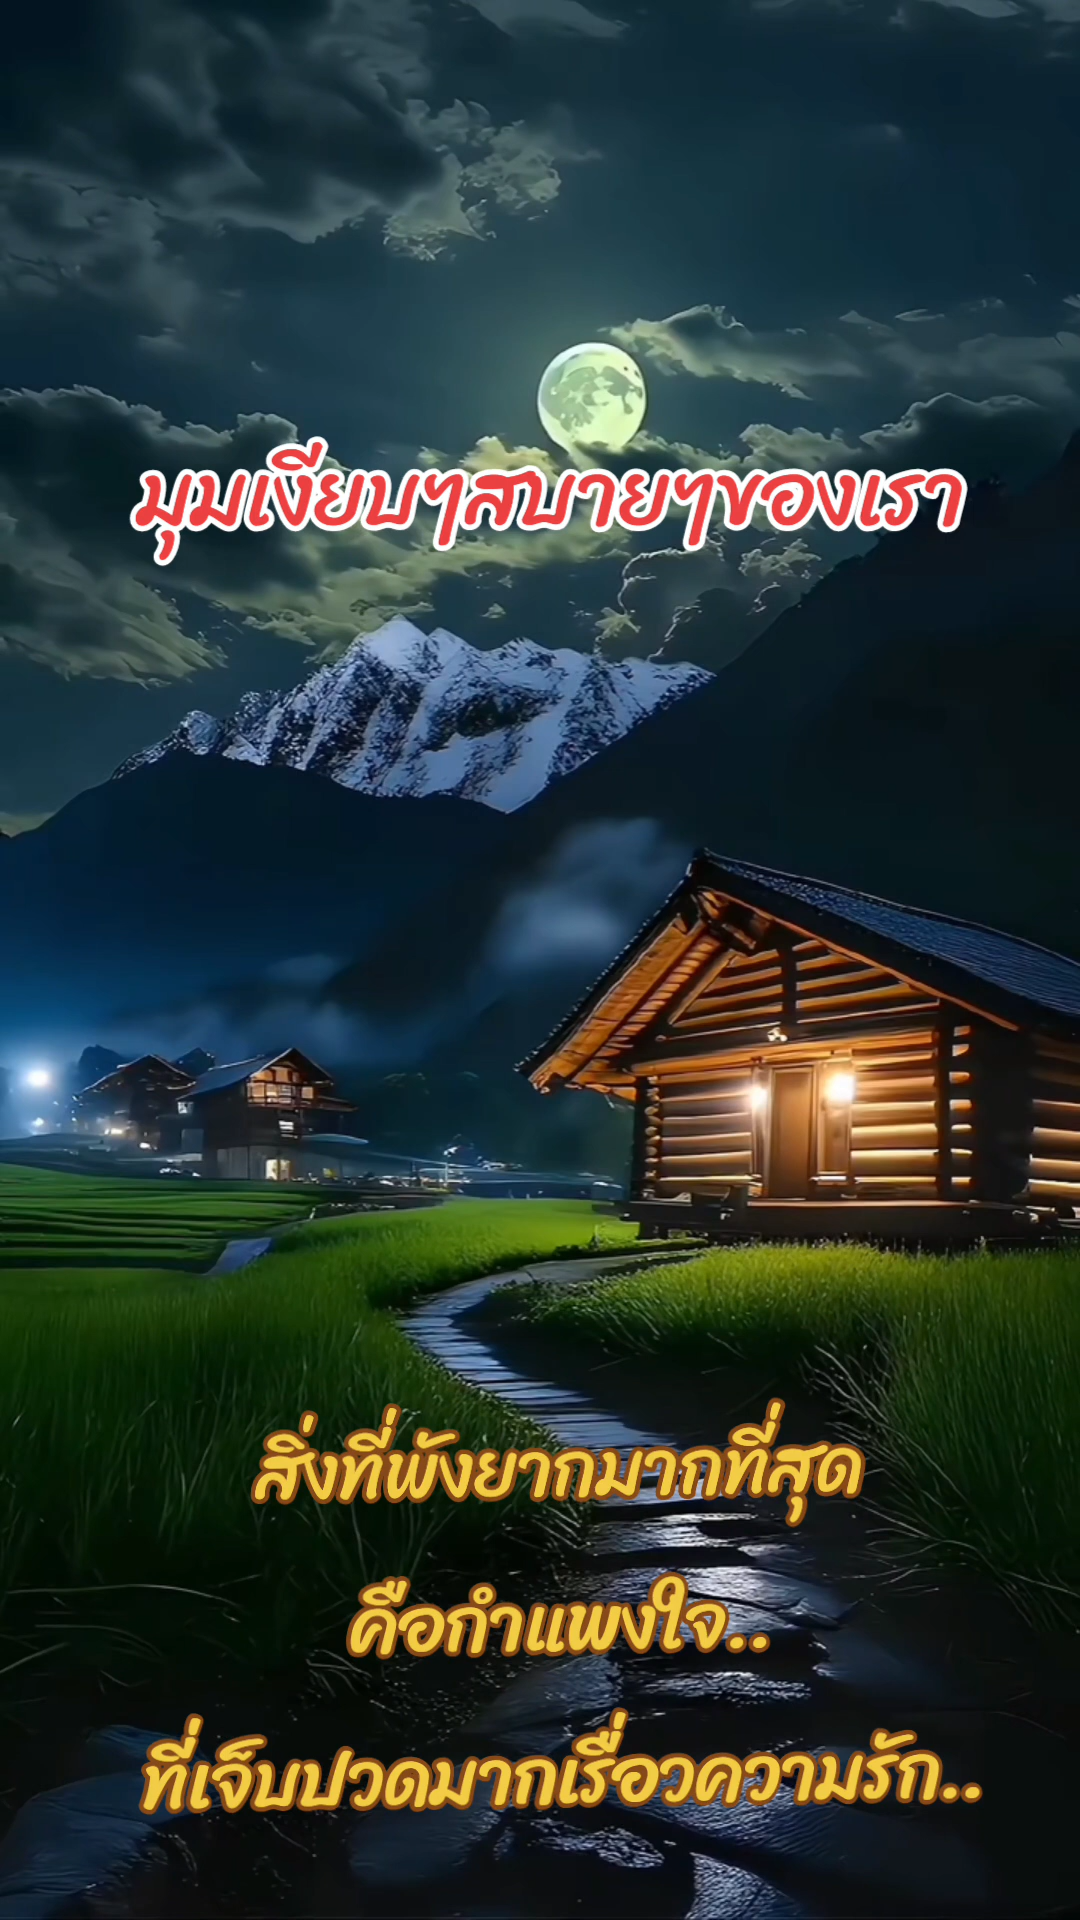 มุมเงียบๆสบายๆของเรา
สิ่งที่พังยากมากที่สุด
คือกำแพงใจ..
ที่เจ็บปวดมากเรื่อวความรัก..